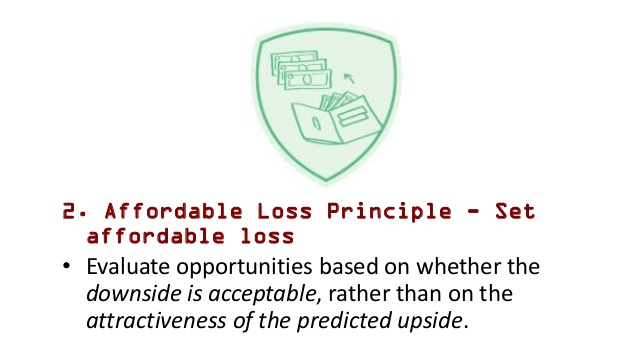 2. Affordable Loss Principle - Set
affordable loss
• Evaluate opportunities based on whether the
downside is acceptable, rather than on the
attractiveness of the predicted upside.